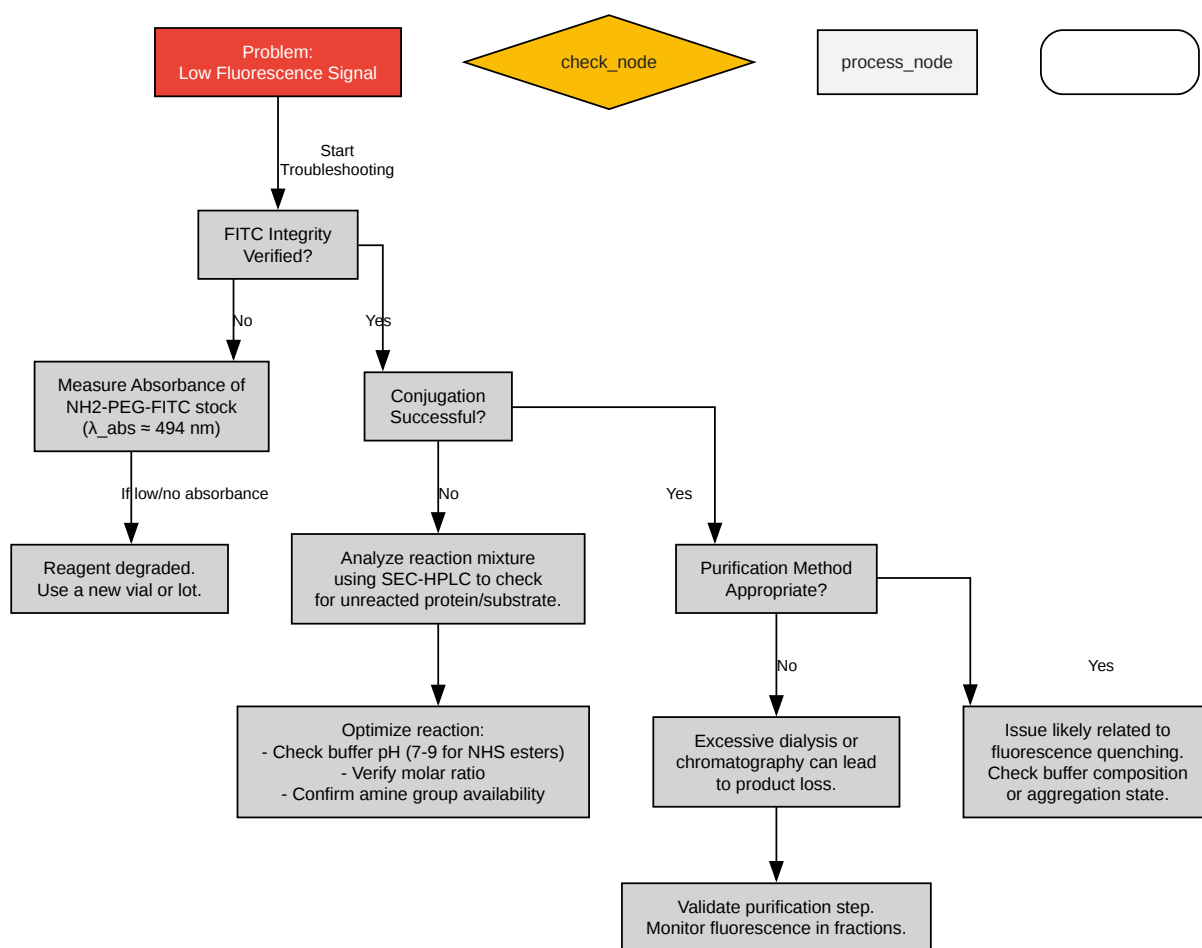 Problem:
Low Fluorescence Signal
check_node
process_node
Start
Troubleshooting
FITC Integrity
Verified?
No
Yes
Measure Absorbance of
NH2-PEG-FITC stock
(λ_abs ≈ 494 nm)
Conjugation
Successful?
If low/no absorbance
No
Yes
Reagent degraded.
Use a new vial or lot.
Analyze reaction mixture
using SEC-HPLC to check
for unreacted protein/substrate.
Purification Method
Appropriate?
No
Yes
Optimize reaction:
- Check buffer pH (7-9 for NHS esters)
- Verify molar ratio
- Confirm amine group availability
Excessive dialysis or
chromatography can lead
to product loss.
Issue likely related to
fluorescence quenching.
Check buffer composition
or aggregation state.
Validate purification step.
Monitor fluorescence in fractions.